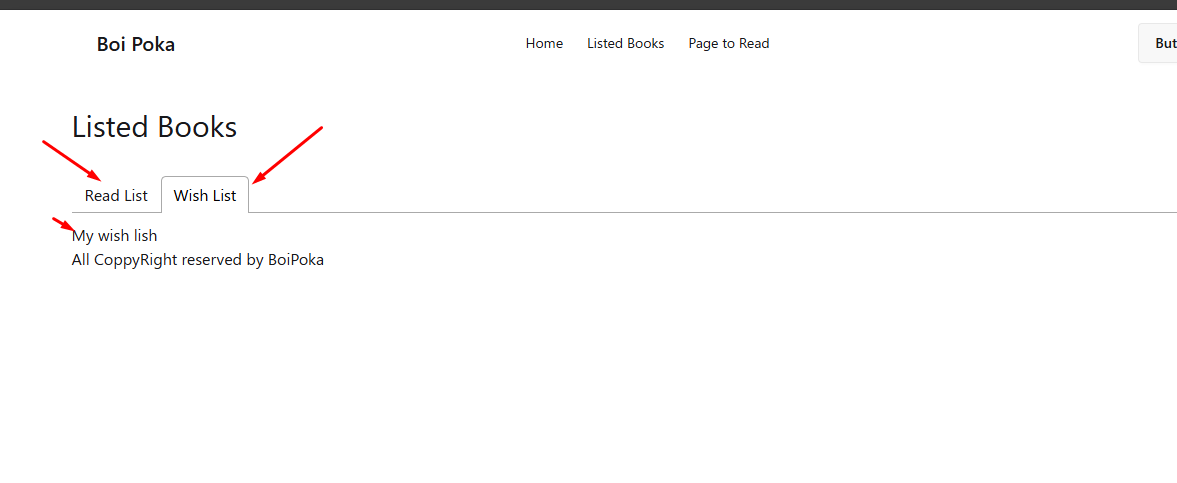 Boi Poka
Home Listed Books Page to Read
But
Listed Books
Read List Wish List
My wish lish
All CoppyRight reserved by BoiPoka